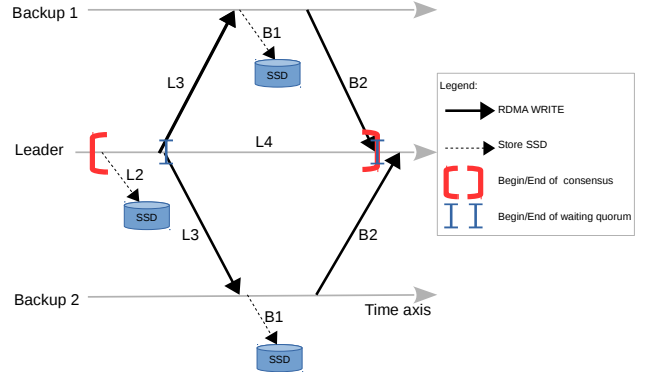 Backup 1
B1
SSD
L3
B2
Legend:
RDMA WRITE
Leader
L4
Store SSD
L2
Begin/End of consensus
SSD
Begin/End of waiting quorum
L3
B2
Backup 2
Time axis
B1
SSD